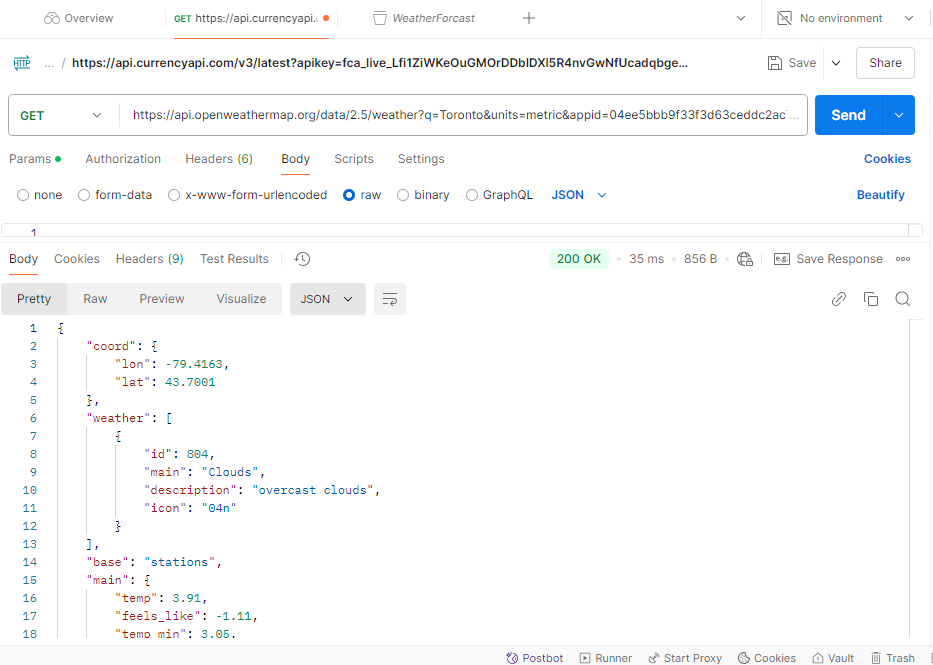 Overview GET https://api.currencyapi. WeatherForcast No environment
HTTP ... / https://api.currencyapi.com/v3/latest?apikey=fca_live_Lfi1ZiWKeOuGMOrDDbIDXI5R4nvGwNfUcadqbge... Save Share
GET https://api.openweathermap.org/data/2.5/weather?q=Toronto&units=metric&appid=04ee5bbb9f33f3d63ceddc2ac ... Send
Params Authorization Headers (6) Body Scripts Settings Cookies
none form-data x-www-form-urlencoded raw binary GraphQL JSON Beautify
1
Body Cookies Headers (9) Test Results 200 OK 35 ms 856 B e.g. Save Response
Pretty Raw Preview Visualize JSON
1 {
2 "coord": {
3 "lon": -79.4163,
4 "lat": 43.7001
5 },
6 "weather": [
7 {
8 "id": 804,
9 "main": "Clouds",
10 "description": "overcast clouds",
11 "icon": "04n"
12 }
13 ],
14 "base": "stations",
15 "main": {
16 "temp": 3.91,
17 "feels_like": -1.11,
18 "temp_min": 3.05,
Postbot Runner Start Proxy Cookies Vault Trash